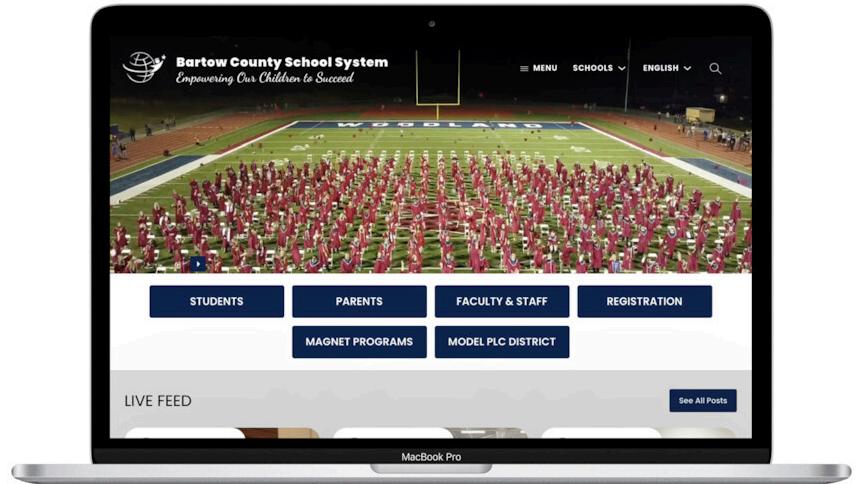 Bartow County School System
Empowering Our Children to Succeed
MENU
SCHOOLS
ENGLISH
WOODLAND
STUDENTS
PARENTS
FACULTY & STAFF
REGISTRATION
MAGNET PROGRAMS
MODEL PLC DISTRICT
LIVE FEED
See All Posts
MacBook Pro